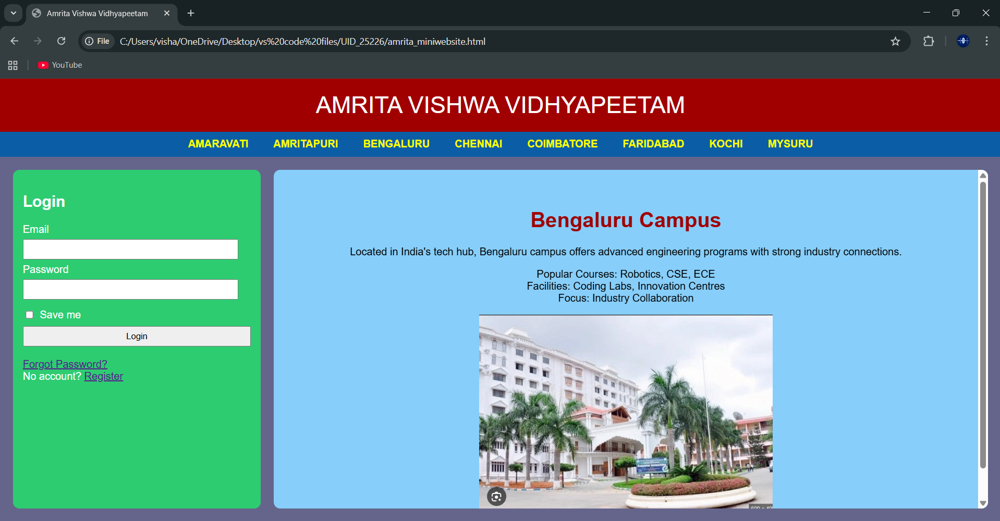 Amrita Vishwa Vidhyapeetam
File
C:/Users/visha/OneDrive/Desktop/vs%20code%20files/UID_25226/amrita_miniwebsite.html
YouTube
AMRITA VISHWA VIDHYAPEETAM
AMARAVATI AMRITAPURI BENGALURU CHENNAI COIMBATORE FARIDABAD KOCHI MYSURU
Login
Email
Password
Save me
Login
Forgot Password?
No account? Register
Bengaluru Campus
Located in India's tech hub, Bengaluru campus offers advanced engineering programs with strong industry connections.
Popular Courses: Robotics, CSE, ECE
Facilities: Coding Labs, Innovation Centres
Focus: Industry Collaboration
Computer Networking